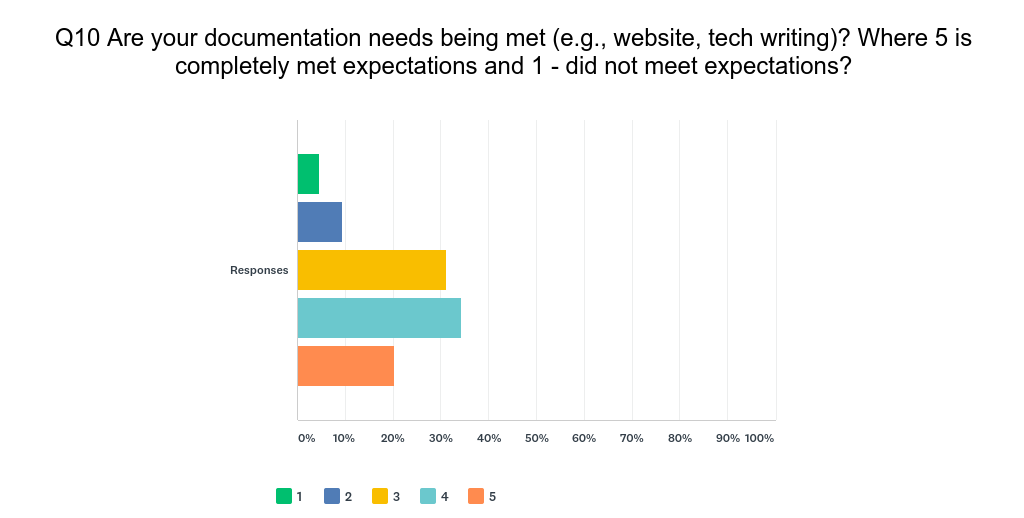 Q10 Are your documentation needs being met (e.g., website, tech writing)? Where 5 is
completely met expectations and 1 - did not meet expectations?
Responses
0% 10% 20% 30% 40% 50% 60% 70% 80% 90% 100%
1 2 3 4 5